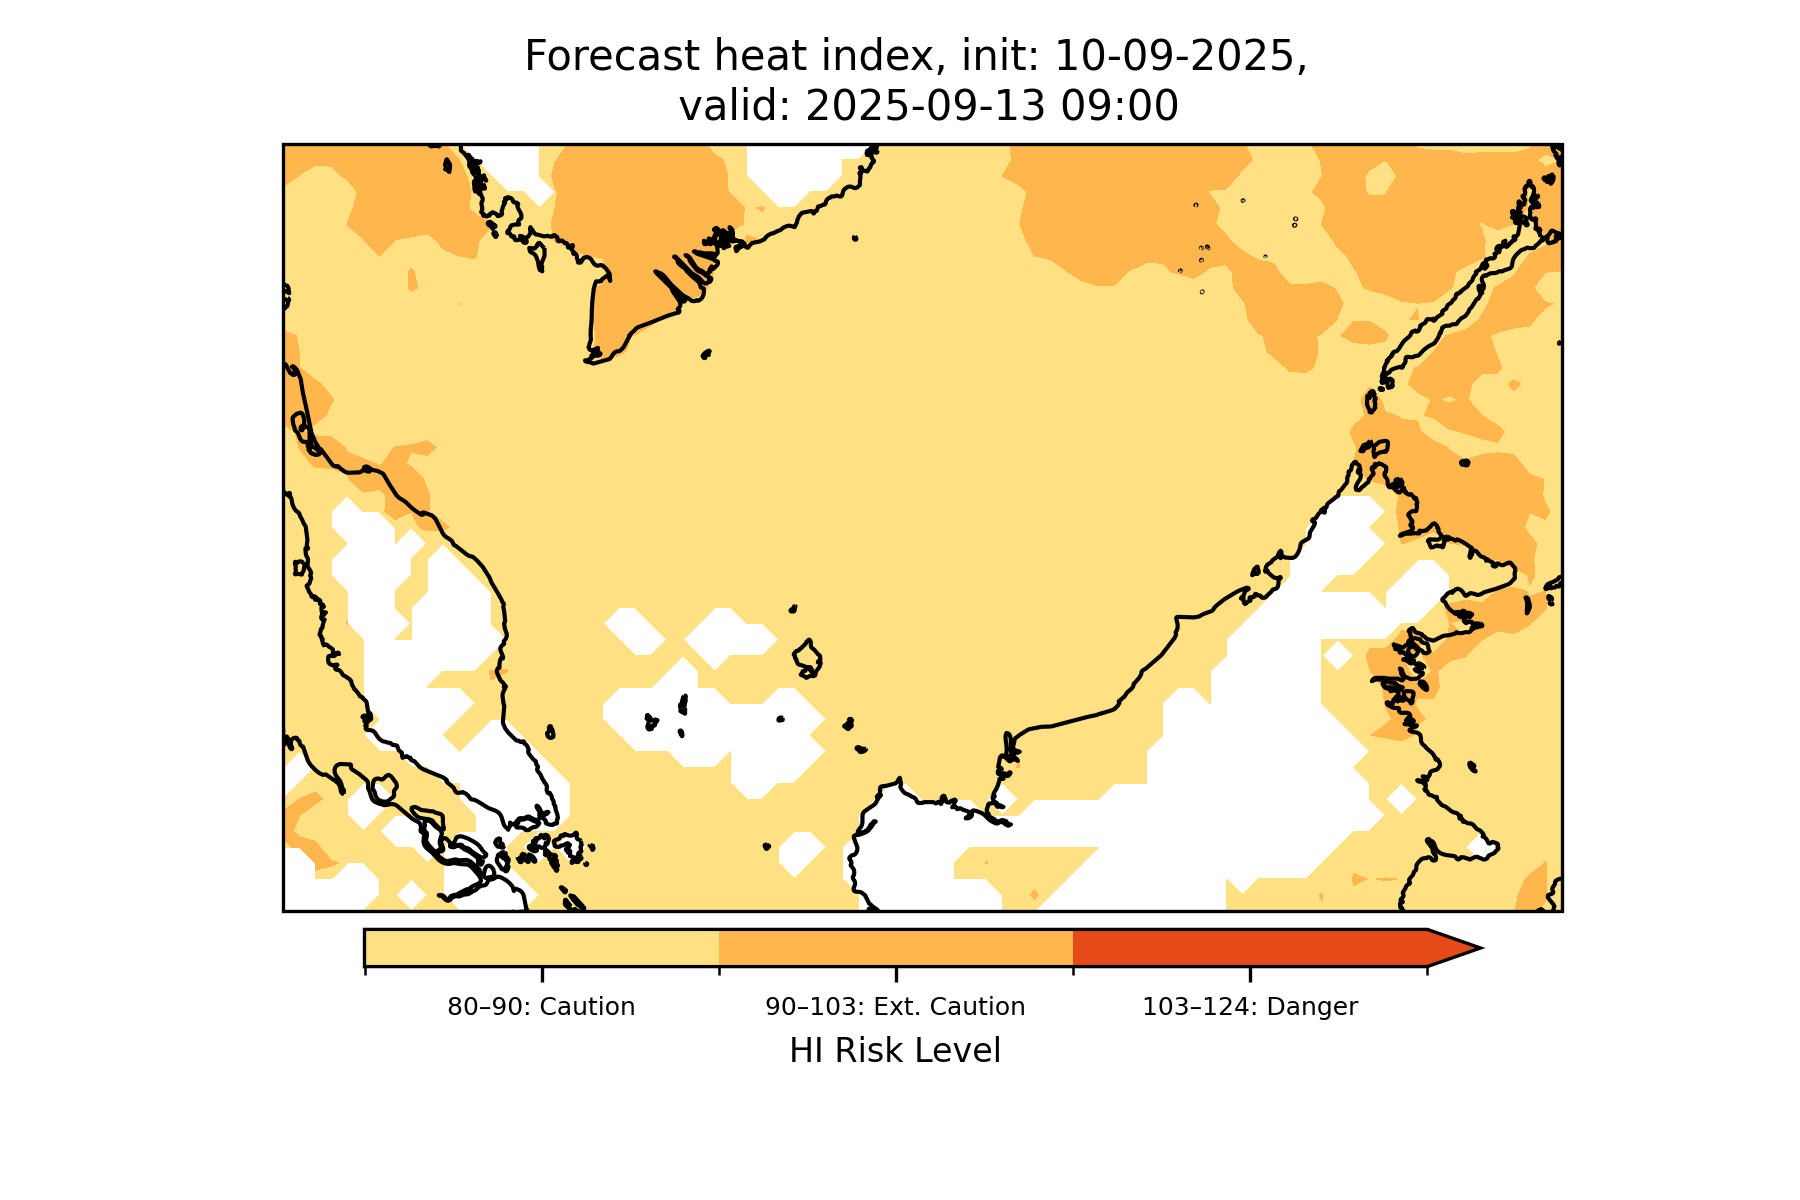 Forecast heat index, init: 10-09-2025,
valid: 2025-09-13 09:00
80–90: Caution
90–103: Ext. Caution
103–124: Danger
HI Risk Level